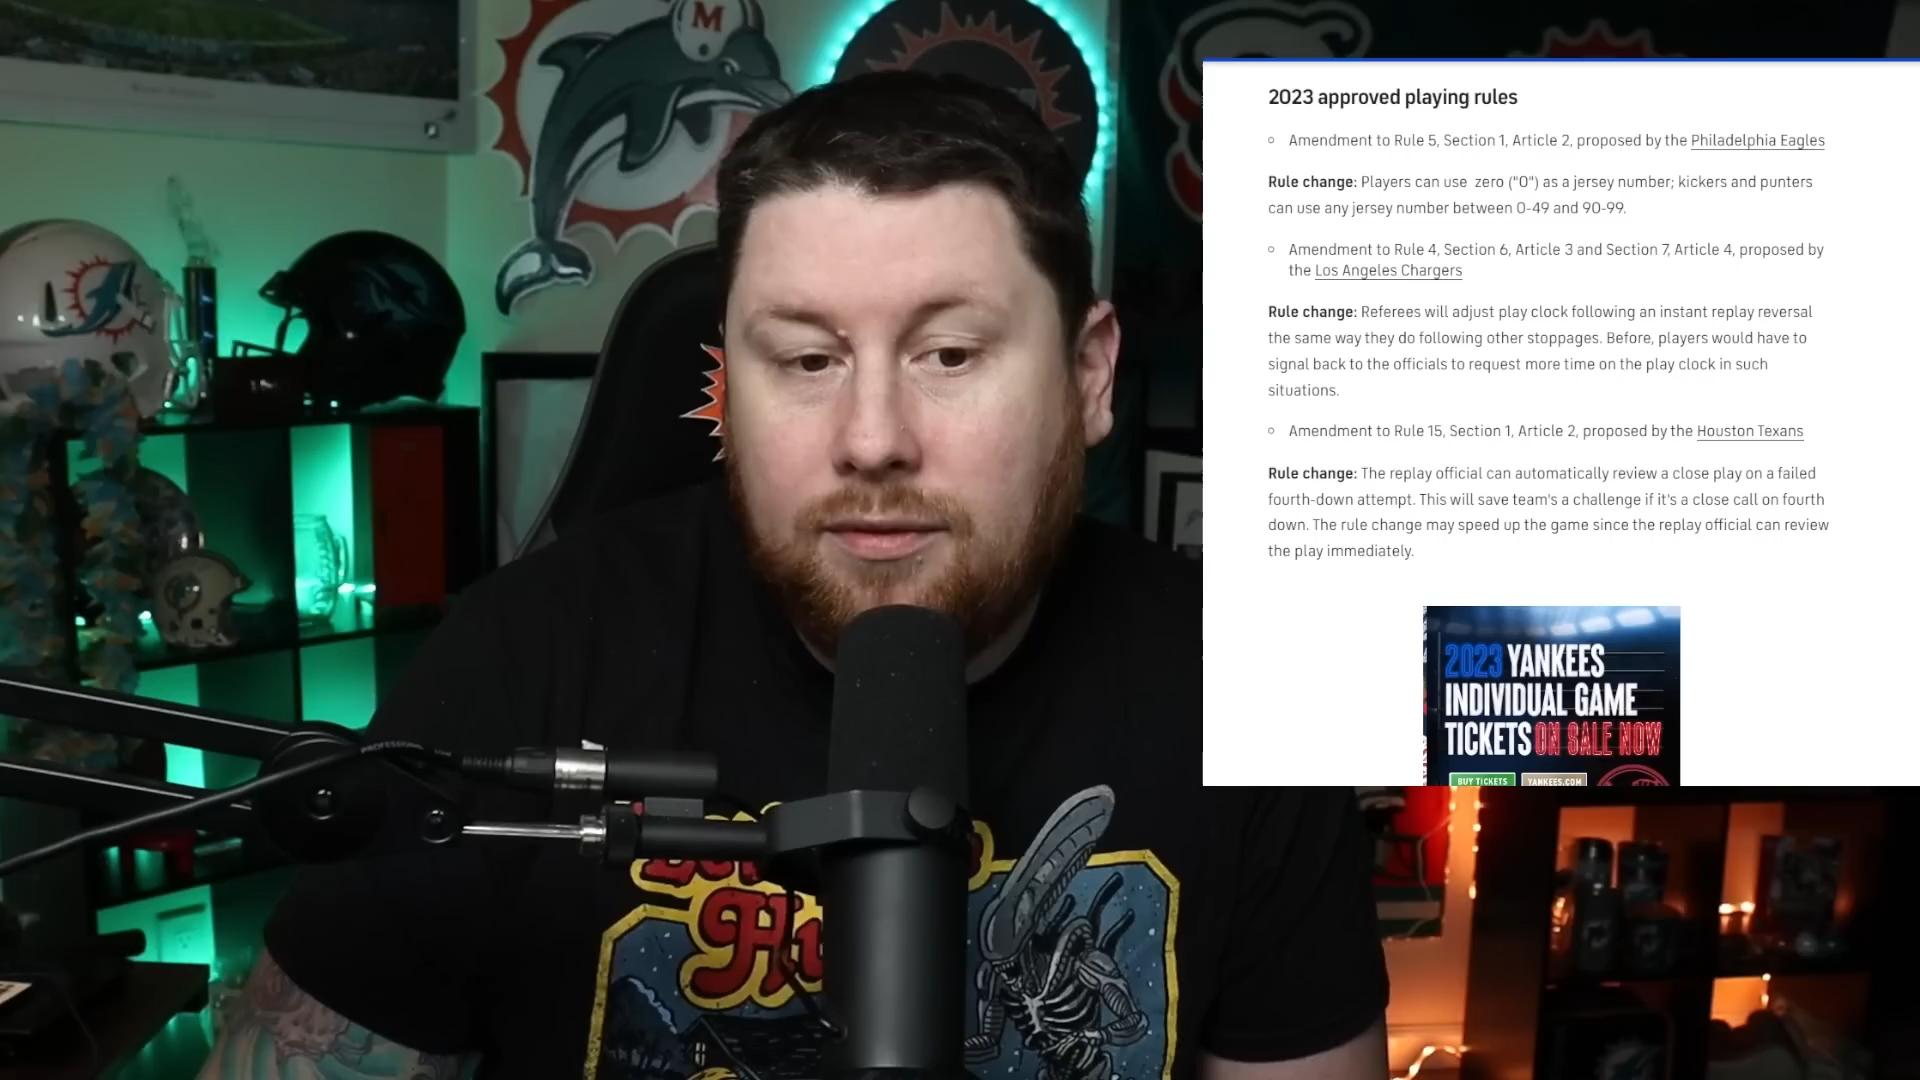 M
2023 approved playing rules
Amendment to Rule 5, Section 1, Article 2, proposed by the Philadelphia Eagles
Rule change: Players can use zero ("0") as a jersey number; kickers and punters
can use any jersey number between 0-49 and 90-99.
Amendment to Rule 4, Section 6, Article 3 and Section 7, Article 4, proposed by
the Los Angeles Chargers
Rule change: Referees will adjust play clock following an instant replay reversal
the same way they do following other stoppages. Before, players would have to
signal back to the officials to request more time on the play clock in such
situations.
Amendment to Rule 15, Section 1, Article 2, proposed by the Houston Texans
Rule change: The replay official can automatically review a close play on a failed
fourth-down attempt. This will save team's a challenge if it's a close call on fourth
down. The rule change may speed up the game since the replay official can review
the play immediately.
2023 YANKEES
INDIVIDUAL GAME
TICKETS ON SALE NOW
BUY TICKETS
YANKEES.COM
PROFESSIONAL